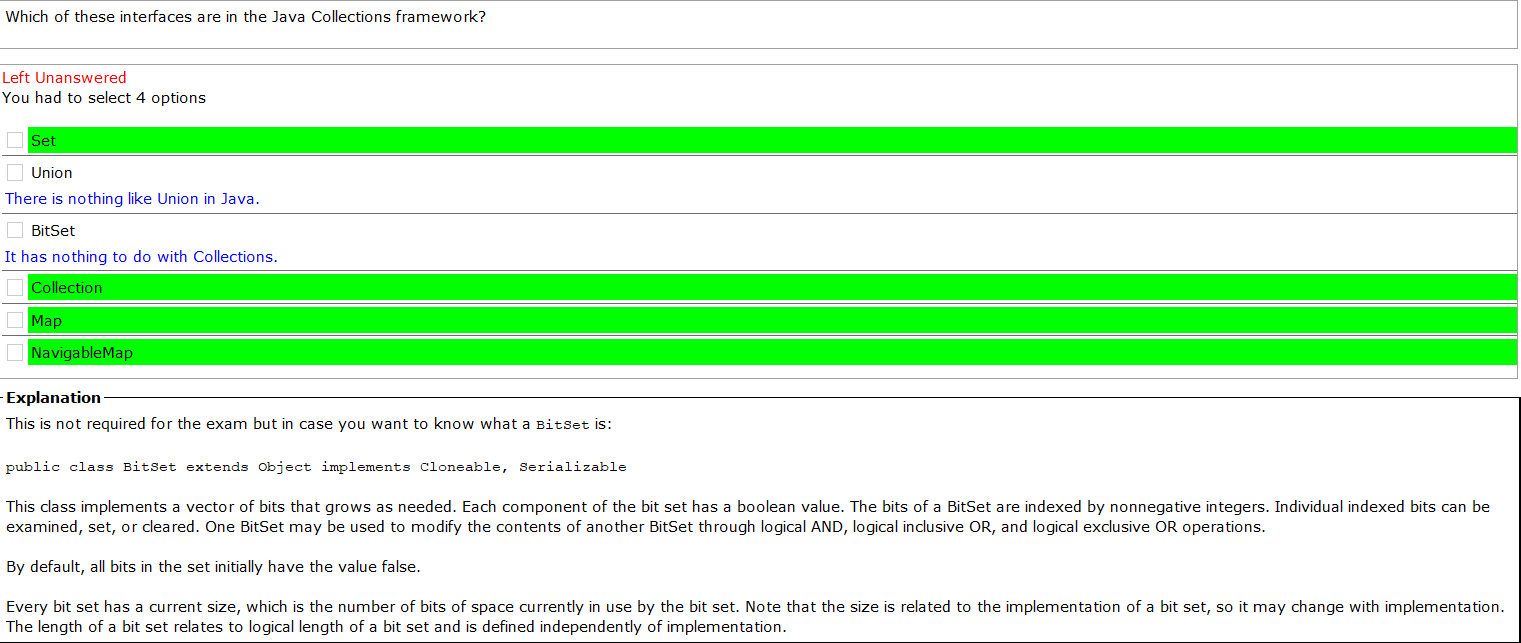 Which of these interfaces are in the Java Collections framework?
Left Unanswered
You had to select 4 options
Set
Union
There is nothing like Union in Java.
BitSet
It has nothing to do with Collections.
Collection
Map
NavigableMap
Explanation
This is not required for the exam but in case you want to know what a BitSet is:
public class BitSet extends Object implements Cloneable, Serializable
This class implements a vector of bits that grows as needed. Each component of the bit set has a boolean value. The bits of a BitSet are indexed by nonnegative integers. Individual indexed bits can be
examined, set, or cleared. One BitSet may be used to modify the contents of another BitSet through logical AND, logical inclusive OR, and logical exclusive OR operations.
By default, all bits in the set initially have the value false.
Every bit set has a current size, which is the number of bits of space currently in use by the bit set. Note that the size is related to the implementation of a bit set, so it may change with implementation.
The length of a bit set relates to logical length of a bit set and is defined independently of implementation.